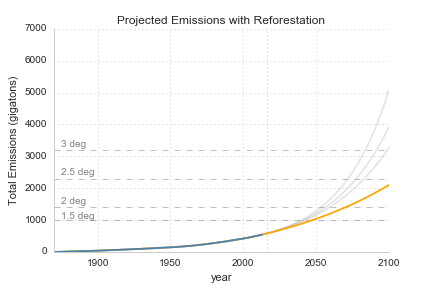 Projected Emissions with Reforestation
7000
6000
5000
4000
3000
2000
1000
0
Total Emissions (gigatons)
3 deg
2.5 deg
2 deg
1.5 deg
1900
1950
2000
2050
2100
year